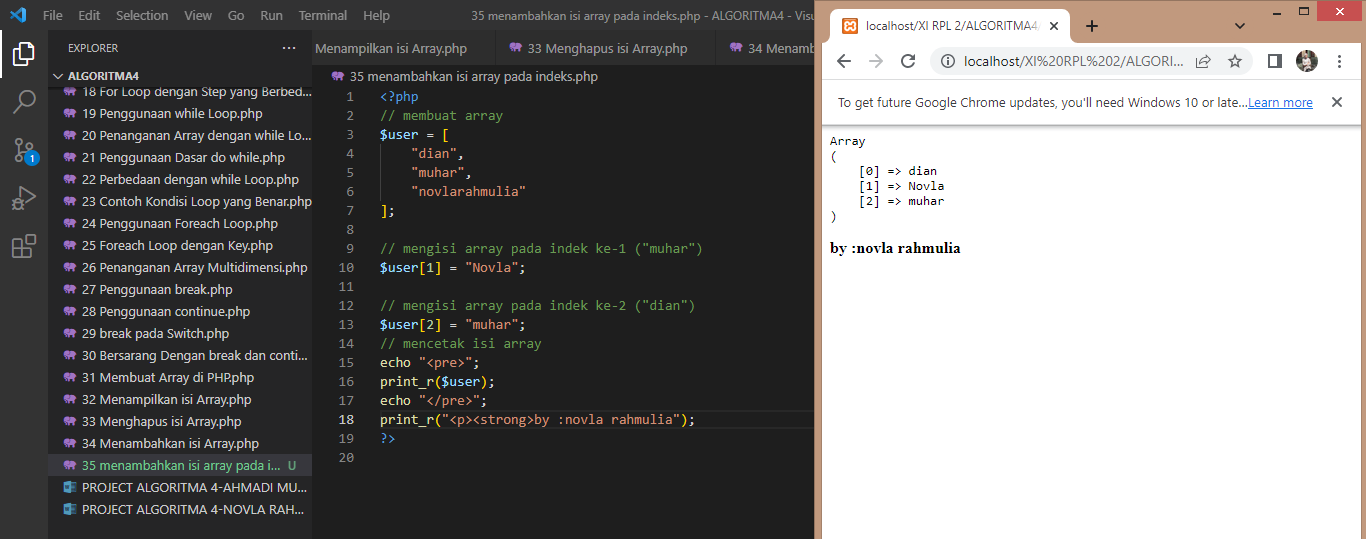 File Edit Selection View Go Run Terminal Help 35 menambahkan isi array pada indeks.php - ALGORITMA4 - Visu
EXPLORER ...
ALGORITMA4
18 For Loop dengan Step yang Berbed...
19 Penggunaan while Loop.php
20 Penanganan Array dengan while Lo...
21 Penggunaan Dasar do while.php
22 Perbedaan dengan while Loop.php
23 Contoh Kondisi Loop yang Benar.php
24 Penggunaan Foreach Loop.php
25 Foreach Loop dengan Key.php
26 Penanganan Array Multidimensi.php
27 Penggunaan break.php
28 Penggunaan continue.php
29 break pada Switch.php
30 Bersarang Dengan break dan conti...
31 Membuat Array di PHP.php
32 Menampilkan isi Array.php
33 Menghapus isi Array.php
34 Menambahkan isi Array.php
35 menambahkan isi array pada i... U
PROJECT ALGORITMA 4-AHMADI MU...
PROJECT ALGORITMA 4-NOVLA RAH...
1
Menampilkan isi Array.php 33 Menghapus isi Array.php 34 Menamb
35 menambahkan isi array pada indeks.php
1 <?php
2 // membuat array
3 $user = [
4 "dian",
5 "muhar",
6 "novlarahmulia"
7 ];
8
9 // mengisi array pada indek ke-1 ("muhar")
10 $user[1] = "Novla";
11
12 // mengisi array pada indek ke-2 ("dian")
13 $user[2] = "muhar";
14 // mencetak isi array
15 echo "<pre>";
16 print_r($user);
17 echo "</pre>";
18 print_r("<p><strong>by :novla rahmulia");
19 ?>
20
localhost/XI RPL 2/ALGORITMA4/
localhost/XI%20RPL%202/ALGORI...
To get future Google Chrome updates, you'll need Windows 10 or late...Learn more
Array
(
[0] => dian
[1] => Novla
[2] => muhar
)
by :novla rahmulia